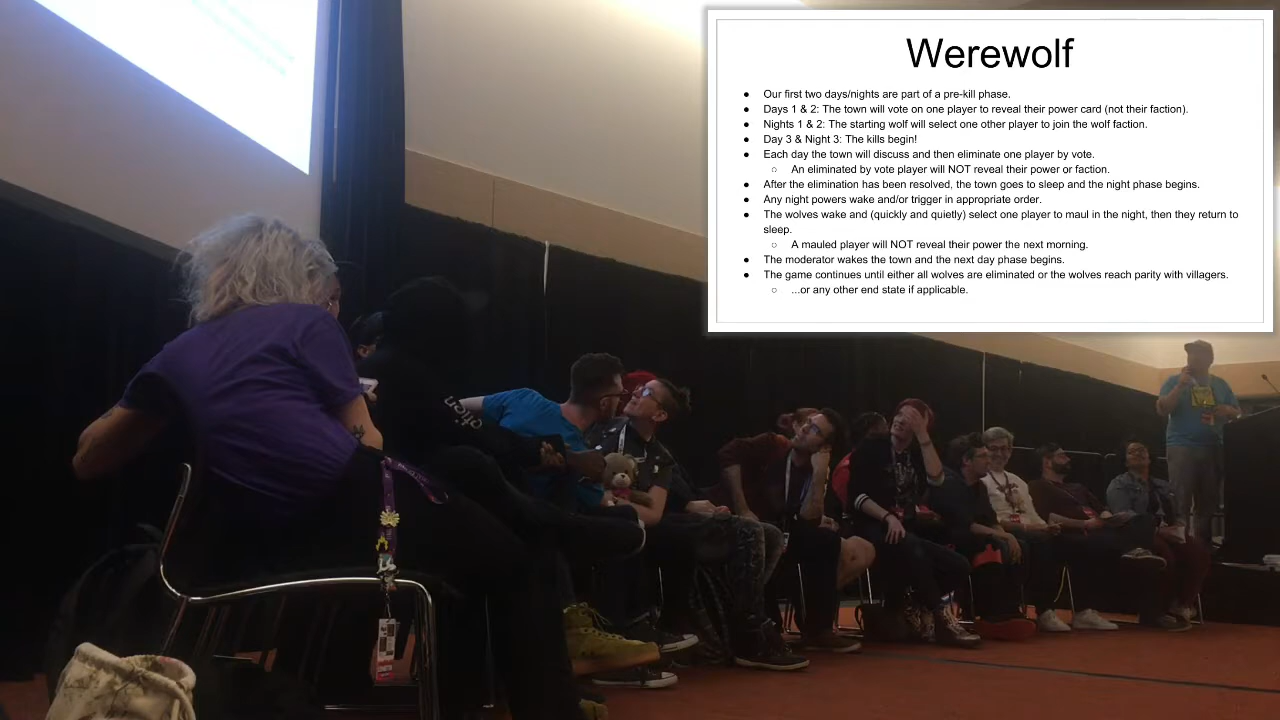 Werewolf
● Our first two days/nights are part of a pre-kill phase.
● Days 1 & 2: The town will vote on one player to reveal their power card (not their faction).
● Nights 1 & 2: The starting wolf will select one other player to join the wolf faction.
● Day 3 & Night 3: The kills begin!
● Each day the town will discuss and then eliminate one player by vote.
○ An eliminated by vote player will NOT reveal their power or faction.
● After the elimination has been resolved, the town goes to sleep and the night phase begins.
● Any night powers wake and/or trigger in appropriate order.
● The wolves wake and (quickly and quietly) select one player to maul in the night, then they return to
sleep.
○ A mauled player will NOT reveal their power the next morning.
● The moderator wakes the town and the next day phase begins.
● The game continues until either all wolves are eliminated or the wolves reach parity with villagers.
○ ...or any other end state if applicable.